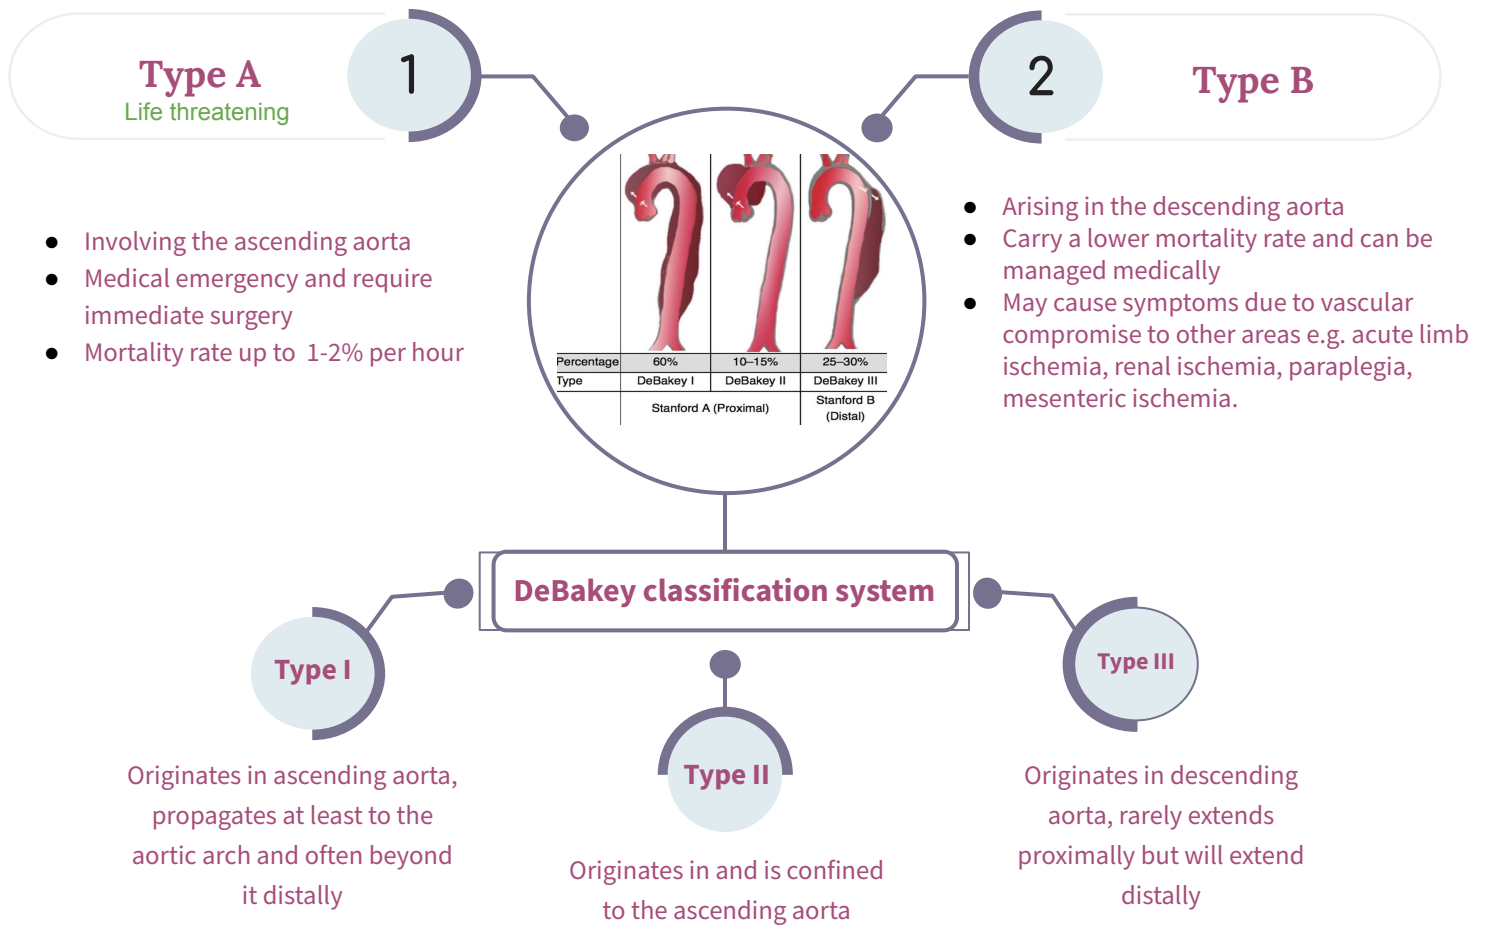 Type A
Life threatening
1
2
Type B
● Involving the ascending aorta
● Medical emergency and require
immediate surgery
● Mortality rate up to 1-2% per hour
● Arising in the descending aorta
● Carry a lower mortality rate and can be
managed medically
● May cause symptoms due to vascular
compromise to other areas e.g. acute limb
ischemia, renal ischemia, paraplegia,
mesenteric ischemia.
Percentage 60% 10–15% 25–30%
Type DeBakey I DeBakey II DeBakey III
Stanford A (Proximal)
Stanford B
(Distal)
DeBakey classification system
Type I
Originates in ascending aorta,
propagates at least to the
aortic arch and often beyond
it distally
Type II
Originates in and is confined
to the ascending aorta
Type III
Originates in descending
aorta, rarely extends
proximally but will extend
distally